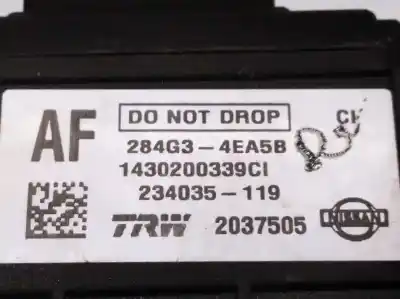 AF
DO NOT DROP
284G3-4EA5B
1430200339CI
234035-119
TRW 2037505
NISSAN